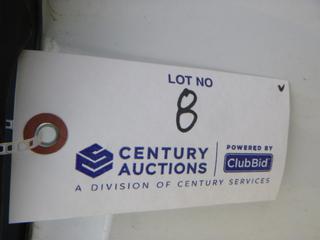 LOT NO
8
CENTURY
AUCTIONS
POWERED BY
ClubBid
A DIVISION OF CENTURY SERVICES